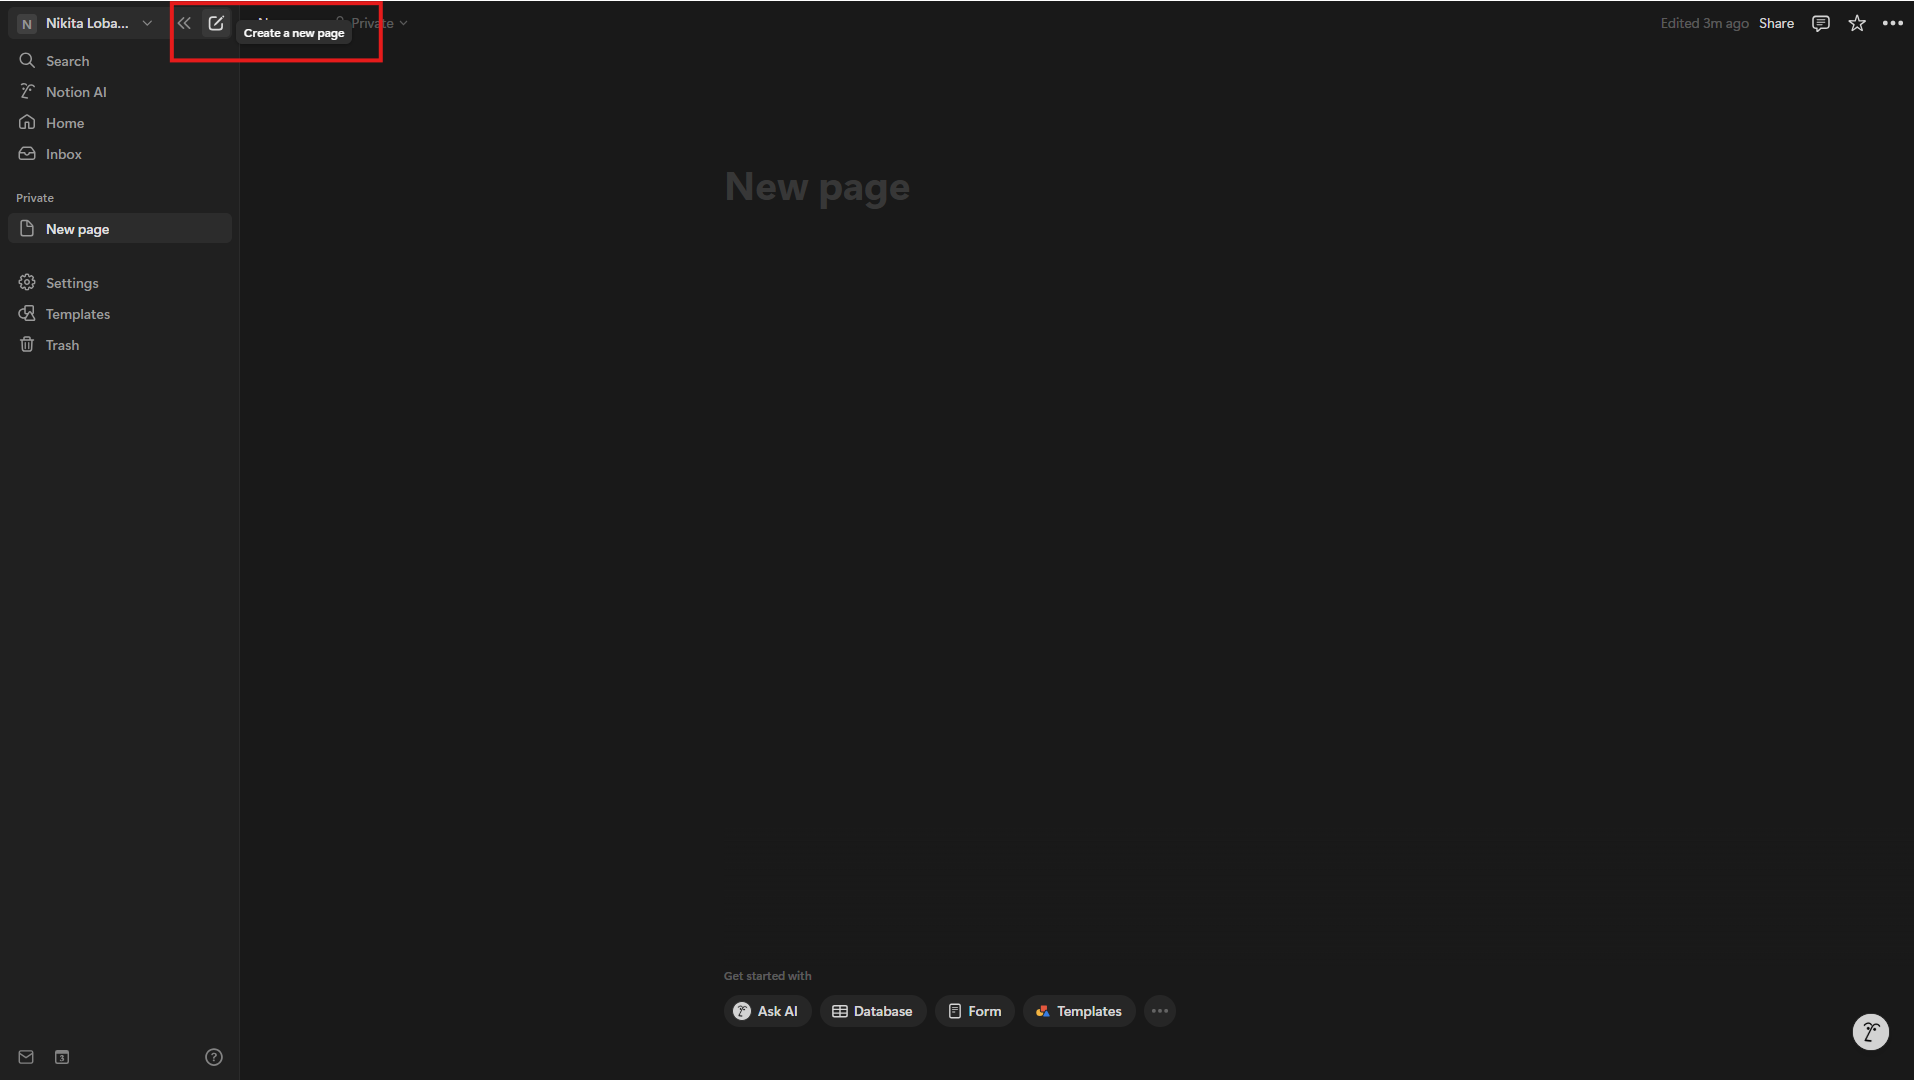 N Nikita Loba...
Create a new page
Private
Edited 3m ago Share
Search
Notion AI
Home
Inbox
Private
New page
Settings
Templates
Trash
New page
Get started with
Ask AI Database Form Templates
3
?